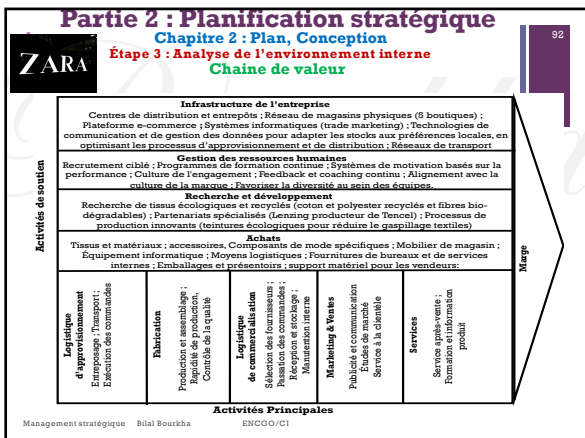 Partie 2 : Planification stratégique
Chapitre 2 : Plan, Conception
92
Étape 3 : Analyse de l'environnement interne
ZARA
Chaine de valeur
Infrastructure de l'entreprise
Centres de distribution et entrepôts ; Réseau de magasins physiques (5 boutiques) ;
Plateforme e-commerce ; Systèmes informatiques (trade marketing) ; Technologies de
communication et de gestion des données pour adapter les stocks aux préférences locales, en
optimisant les processus d'approvisionnement et de distribution ; Réseaux de transport
Gestion des ressources humaines
Recrutement ciblé ; Programmes de formation continue ; Systèmes de motivation basés sur la
performance ; Culture de l'engagement ; Feedback et coaching continu ; Alignement avec la
culture de la marque ; Favoriser la diversité au sein des équipes.
Recherche et développement
Recherche de tissus écologiques et recyclés (coton et polyester recyclés et fibres bio-
dégradables) ; Partenariats spécialisés (Lenzing producteur de Tencel) ; Processus de
production innovants (teintures écologiques pour réduire le gaspillage textiles)
Achats
Tissus et matériaux ; accessoires, Composants de mode spécifiques ; Mobilier de magasin ;
Équipement informatique ; Moyens logistiques ; Fournitures de bureaux et de services
internes ; Emballages et présentoirs ; support matériel pour les vendeurs:
Activités de soutien
Marge
Logistique
d'approvisionnement
Entreposage ; Transport ;
Exécution des commandes
Fabrication
Production et assemblage ;
Rapidité de production,
Contrôle de la qualité
Logistique
de commercialisation
Sélection des fournisseurs ;
Passation des commandes ;
Réception et stockage ;
Manutention interne
Marketing & Ventes
Publicité et communication
Études de marché
Service à la clientèle
Services
Service après-vente ;
Formation et information
produit
Activités Principales
Management stratégique Bilal Bourkha ENCGO/CI